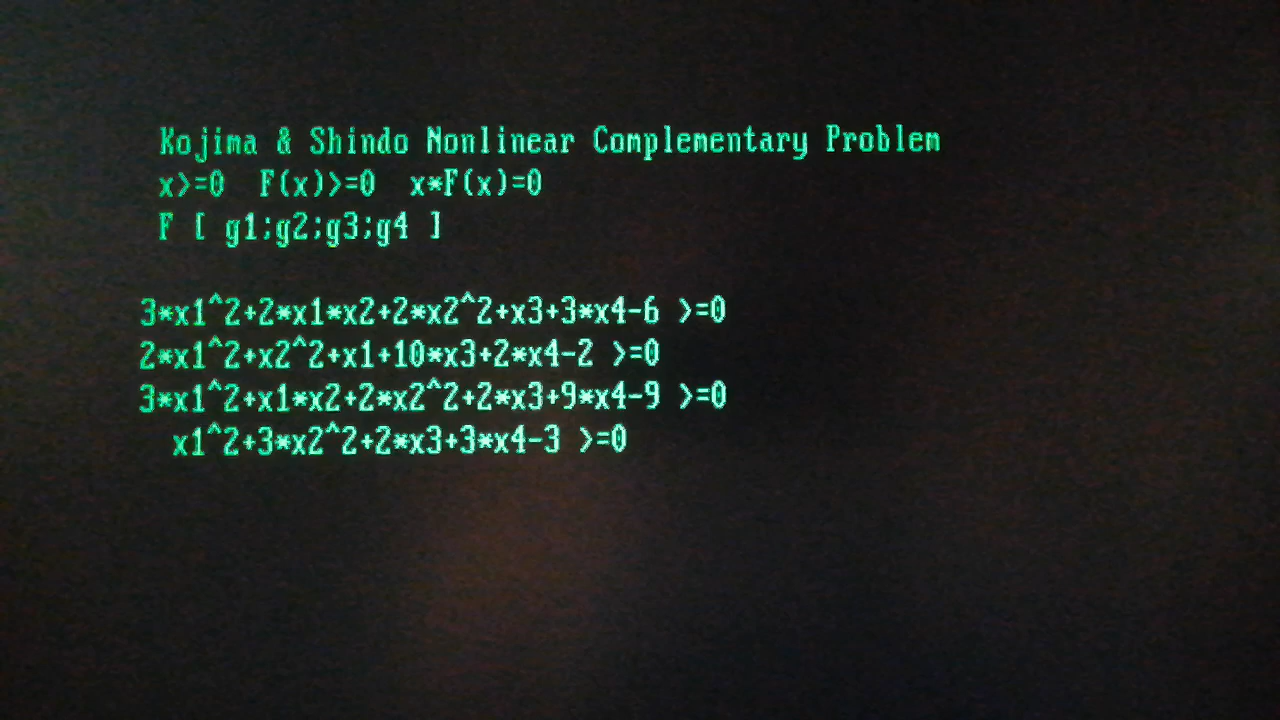 Kojima & Shindo Nonlinear Complementary Problem
x>=0  F(x)>=0  x*F(x)=0
F [ g1;g2;g3;g4 ]
3*x1^2+2*x1*x2+2*x2^2+x3+3*x4-6 >=0
2*x1^2+x2^2+x1+10*x3+2*x4-2 >=0
3*x1^2+x1*x2+2*x2^2+2*x3+9*x4-9 >=0
x1^2+3*x2^2+2*x3+3*x4-3 >=0